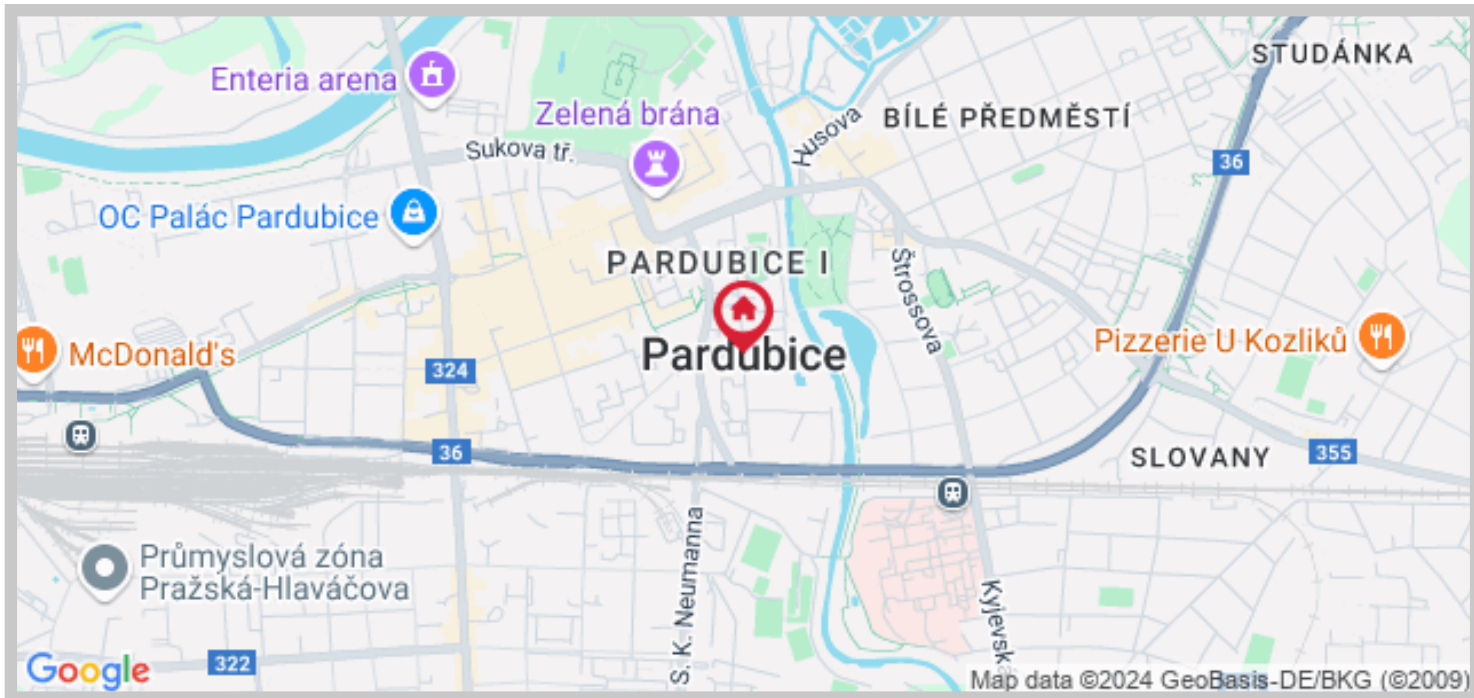 STUDÁNKA
Enteria arena
Zelená brána
Husova
BÍLÉ PŘEDMĚSTÍ
Sukova tř.
36
OC Palác Pardubice
PARDUBICE I
Štrossova
McDonald's
Pardubice
Pizzerie U Kozliků
324
36
SLOVANY
355
Průmyslová zóna
Pražská-Hlaváčova
S. K. Neumanna
Kyjevská
Google
322
Map data ©2024 GeoBasis-DE/BKG (©2009)